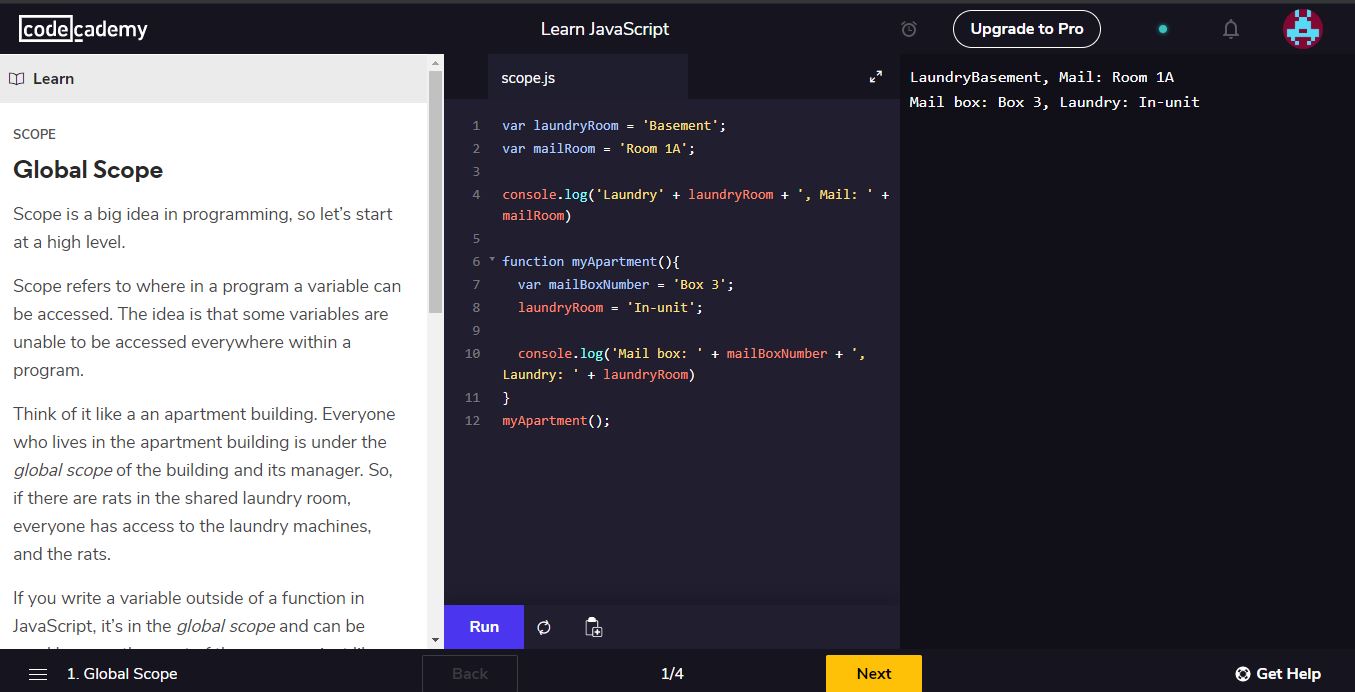 codecademy
Learn JavaScript
Upgrade to Pro
Learn
SCOPE
Global Scope
Scope is a big idea in programming, so let's start
at a high level.
Scope refers to where in a program a variable can
be accessed. The idea is that some variables are
unable to be accessed everywhere within a
program.
Think of it like a an apartment building. Everyone
who lives in the apartment building is under the
global scope of the building and its manager. So,
if there are rats in the shared laundry room,
everyone has access to the laundry machines,
and the rats.
If you write a variable outside of a function in
JavaScript, it's in the global scope and can be
scope.js
1 var laundryRoom = 'Basement';
2 var mailRoom = 'Room 1A';
3
4 console.log('Laundry' + laundryRoom + ', Mail: ' +
mailRoom)
5
6 function myApartment(){
7 var mailBoxNumber = 'Box 3';
8 laundryRoom = 'In-unit';
9
10 console.log('Mail box: ' + mailBoxNumber + ',
Laundry: ' + laundryRoom)
11 }
12 myApartment();
Run
LaundryBasement, Mail: Room 1A
Mail box: Box 3, Laundry: In-unit
1. Global Scope
Back
1/4
Next
Get Help